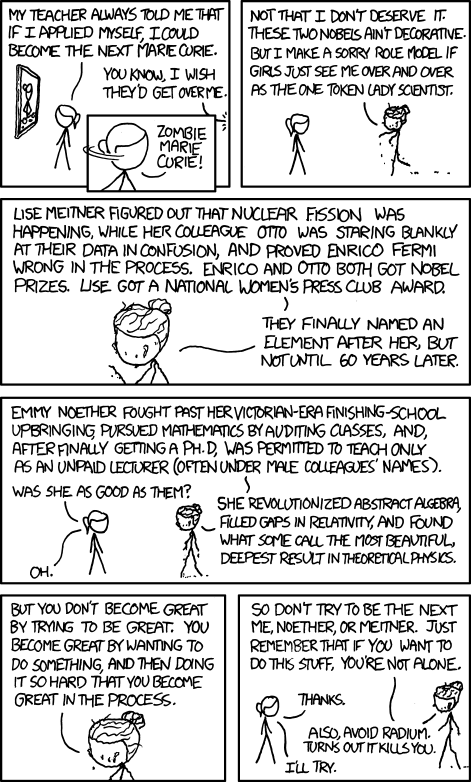 MY TEACHER ALWAYS TOLD ME THAT
IF I APPLIED MYSELF, I COULD
BECOME THE NEXT MARIE CURIE.
YOU KNOW, I WISH
THEY'D GET OVER ME.
ZOMBIE
MARIE
CURIE!
NOT THAT I DON'T DESERVE IT.
THESE TWO NOBELS AIN'T DECORATIVE.
BUT I MAKE A SORRY ROLE MODEL IF
GIRLS JUST SEE ME OVER AND OVER
AS THE ONE TOKEN LADY SCIENTIST.
LISE MEITNER FIGURED OUT THAT NUCLEAR FISSION WAS
HAPPENING, WHILE HER COLLEAGUE OTTO WAS STARING BLANKLY
AT THEIR DATA IN CONFUSION, AND PROVED ENRICO FERMI
WRONG IN THE PROCESS. ENRICO AND OTTO BOTH GOT NOBEL
PRIZES. LISE GOT A NATIONAL WOMEN'S PRESS CLUB AWARD.
THEY FINALLY NAMED AN
ELEMENT AFTER HER, BUT
NOT UNTIL 60 YEARS LATER.
EMMY NOETHER FOUGHT PAST HER VICTORIAN-ERA FINISHING-SCHOOL
UPBRINGING, PURSUED MATHEMATICS BY AUDITING CLASSES, AND,
AFTER FINALLY GETTING A PH.D, WAS PERMITTED TO TEACH ONLY
AS AN UNPAID LECTURER (OFTEN UNDER MALE COLLEAGUES' NAMES).
WAS SHE AS GOOD AS THEM?
SHE REVOLUTIONIZED ABSTRACT ALGEBRA,
FILLED GAPS IN RELATIVITY, AND FOUND
WHAT SOME CALL THE MOST BEAUTIFUL,
DEEPEST RESULT IN THEORETICAL PHYSICS.
OH.
BUT YOU DON'T BECOME GREAT
BY TRYING TO BE GREAT. YOU
BECOME GREAT BY WANTING TO
DO SOMETHING, AND THEN DOING
IT SO HARD THAT YOU BECOME
GREAT IN THE PROCESS.
SO DON'T TRY TO BE THE NEXT
ME, NOETHER, OR MEITNER. JUST
REMEMBER THAT IF YOU WANT TO
DO THIS STUFF, YOU'RE NOT ALONE.
THANKS.
ALSO, AVOID RADIUM.
TURNS OUT IT KILLS YOU.
I'LL TRY.